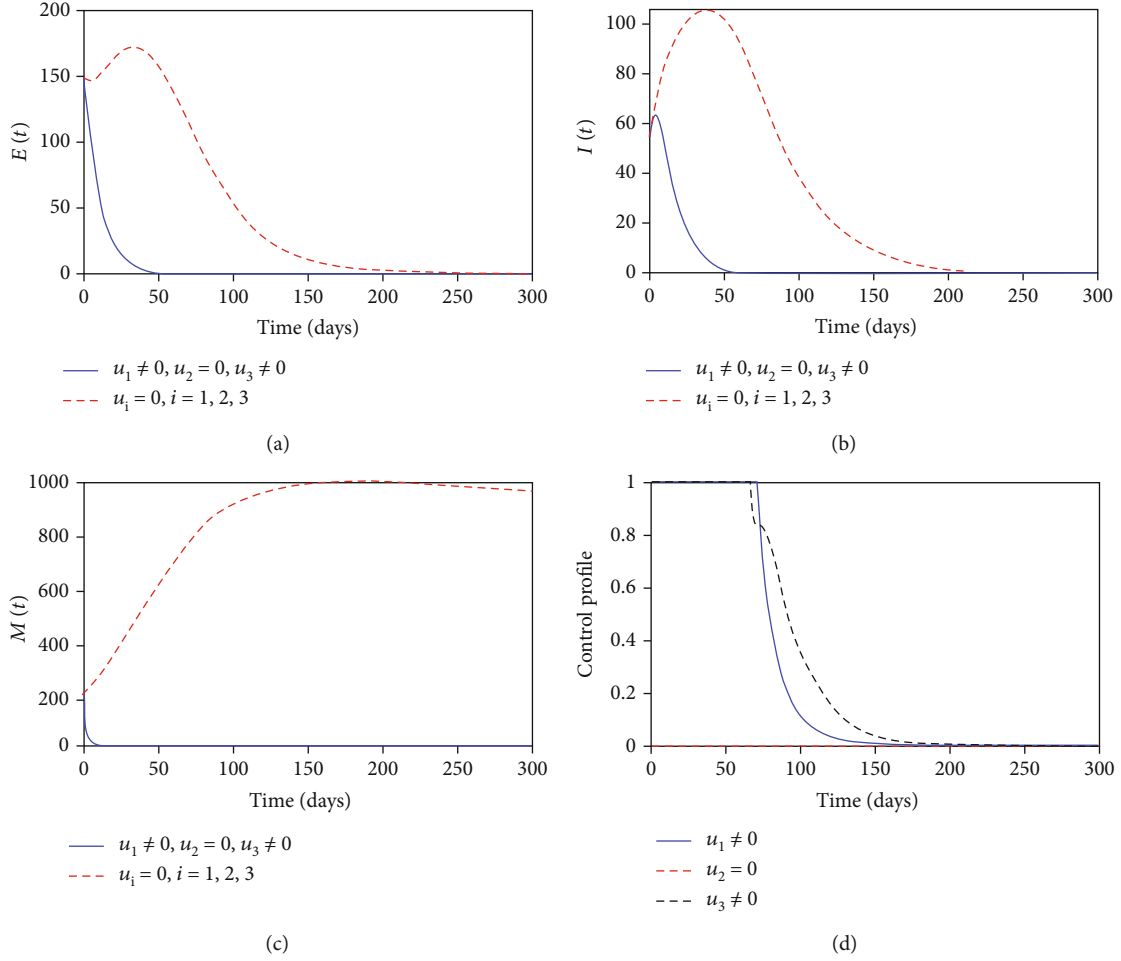 200
150
100
50
0
E (t)
0 50 100 150 200 250 300
Time (days)
u₁ ≠ 0, u₂ = 0, u₃ ≠ 0
uᵢ = 0, i = 1, 2, 3
(a)
100
80
60
40
20
0
I (t)
0 50 100 150 200 250 300
Time (days)
u₁ ≠ 0, u₂ = 0, u₃ ≠ 0
uᵢ = 0, i = 1, 2, 3
(b)
1000
800
600
400
200
0
M (t)
0 50 100 150 200 250 300
Time (days)
u₁ ≠ 0, u₂ = 0, u₃ ≠ 0
uᵢ = 0, i = 1, 2, 3
(c)
1
0.8
0.6
0.4
0.2
0
Control profile
0 50 100 150 200 250 300
Time (days)
u₁ ≠ 0
u₂ = 0
u₃ ≠ 0
(d)